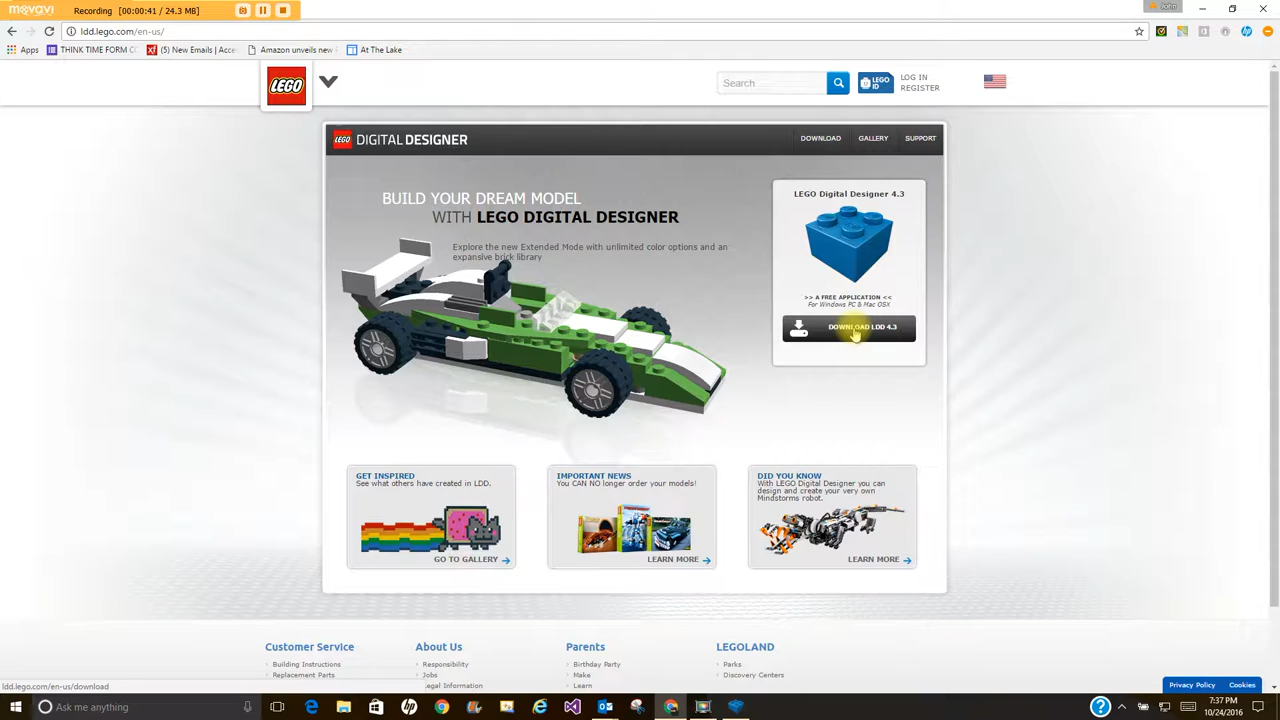 movavi Recording [00:00:41 / 24.3 MB]
John
ldd.lego.com/en-us/
Apps THINK TIME FORM C (5) New Emails | Acce Amazon unveils new At The Lake
LEGO
Search
LEGO ID
LOG IN
REGISTER
LEGO DIGITAL DESIGNER
DOWNLOAD GALLERY SUPPORT
BUILD YOUR DREAM MODEL
WITH LEGO DIGITAL DESIGNER
Explore the new Extended Mode with unlimited color options and an
expansive brick library
LEGO Digital Designer 4.3
>> A FREE APPLICATION <<
For Windows PC & Mac OSX
DOWNLOAD LDD 4.3
GET INSPIRED
See what others have created in LDD.
GO TO GALLERY
IMPORTANT NEWS
You CAN NO longer order your models!
LEARN MORE
DID YOU KNOW
With LEGO Digital Designer you can
design and create your very own
Mindstorms robot.
LEARN MORE
Customer Service
Building Instructions
Replacement Parts
About Us
Responsibility
Jobs
Legal Information
Parents
Birthday Party
Make
Learn
LEGOLAND
Parks
Discovery Centers
Privacy Policy Cookies
ldd.lego.com/en-us/download
Ask me anything
7:37 PM
10/24/2016